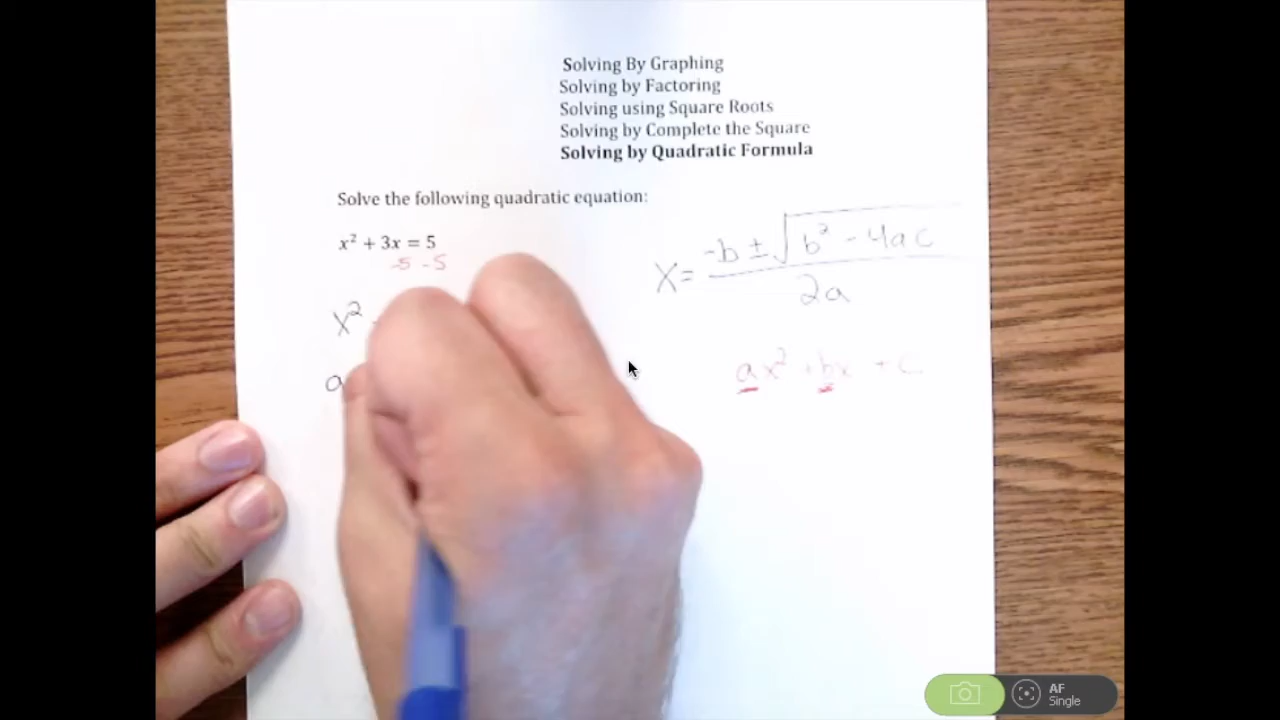 Solving By Graphing
Solving by Factoring
Solving using Square Roots
Solving by Complete the Square
Solving by Quadratic Formula
Solve the following quadratic equation:
x² + 3x = 5
-5 -5
x = -b ± √b² - 4ac
2a
x²
ax² + bx + c
a
AF
Single